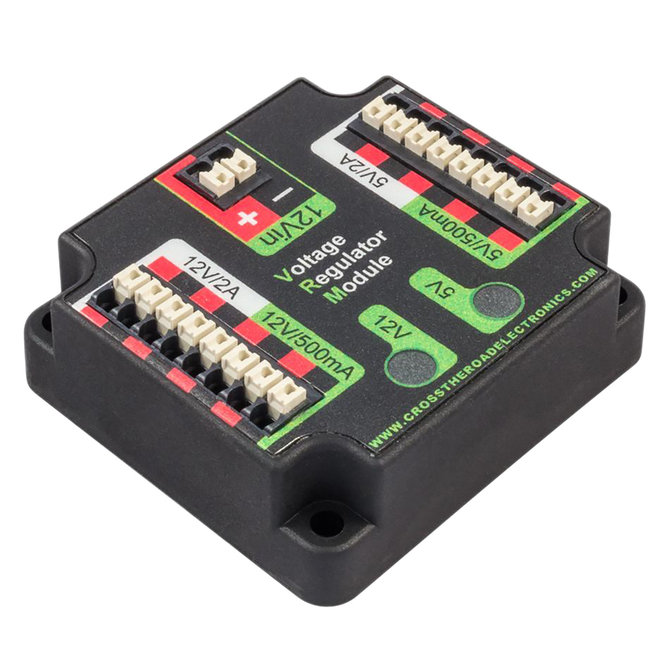 5V/2A
5V/500mA
+
-
12Vin
Voltage
Regulator
Module
12V/2A
12V/500mA
5V
12V
WWW.CROSSTHEROADELECTRONICS.COM